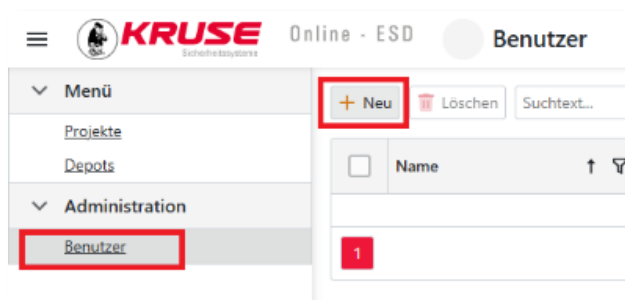 KRUSE
Sicherheitssysteme
Online - ESD
Benutzer
Menü
Projekte
Depots
Administration
Benutzer
+ Neu
Löschen
Suchtext...
Name
1